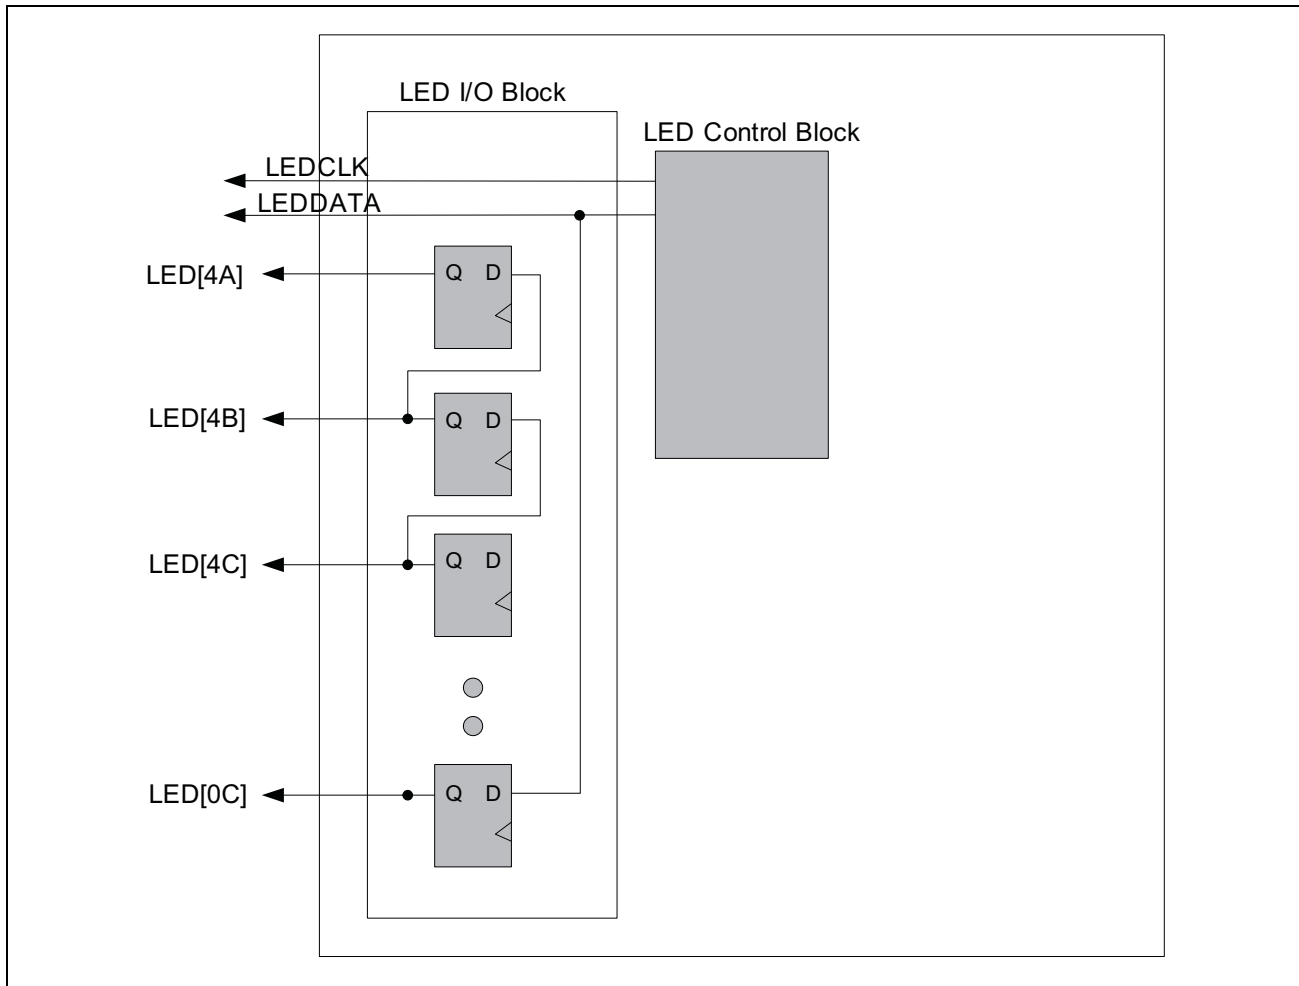 LED I/O Block
LED Control Block
LEDCLK
LEDDATA
LED[4A]
Q D
LED[4B]
Q D
LED[4C]
Q D
LED[0C]
Q D